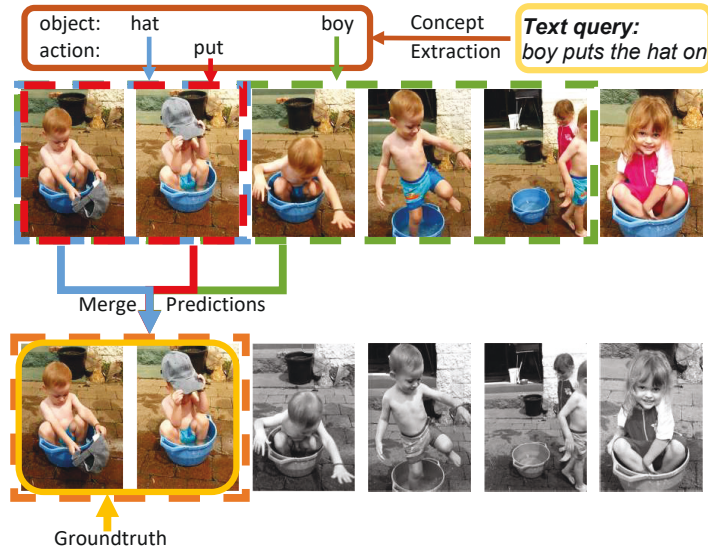 object: hat boy
action: put
Concept
Extraction
Text query:
boy puts the hat on
Merge Predictions
Groundtruth